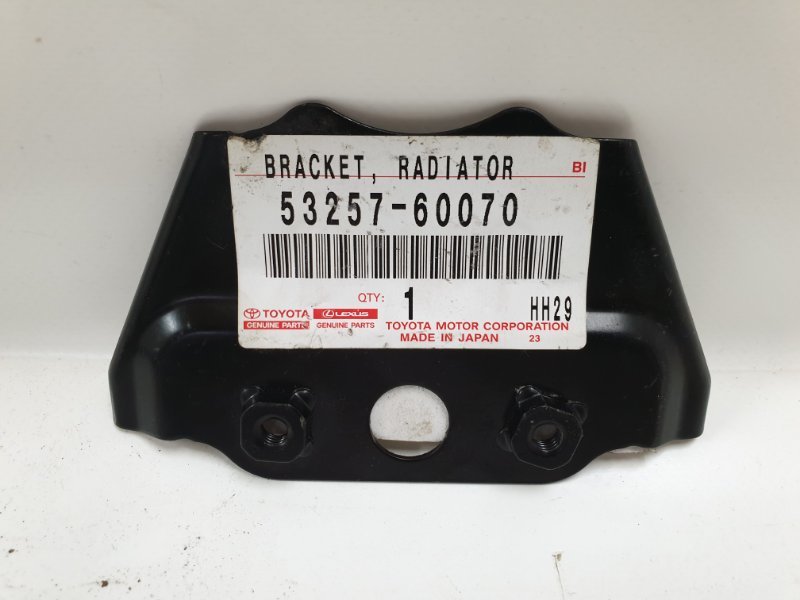 BRACKET, RADIATOR BI
53257-60070
QTY: 1 HH29
TOYOTA LEXUS
GENUINE PARTS GENUINE PARTS TOYOTA MOTOR CORPORATION
MADE IN JAPAN 23